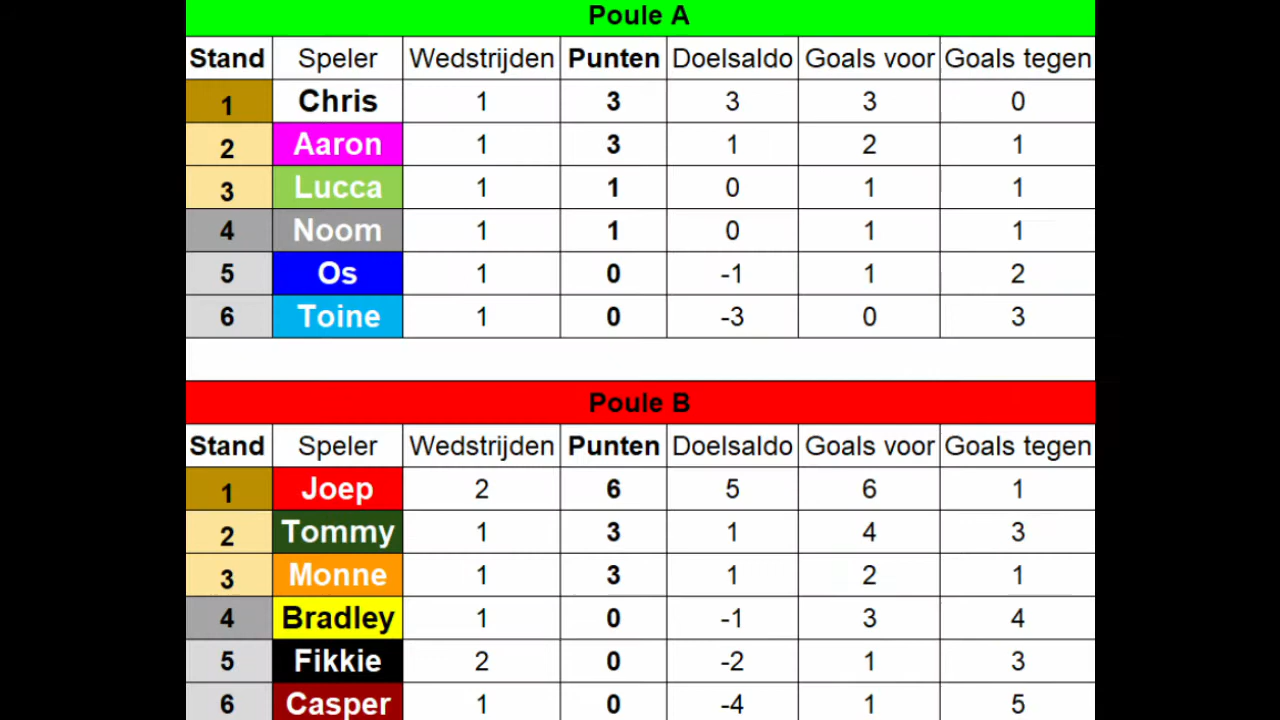 Poule A
Stand Speler Wedstrijden Punten Doelsaldo Goals voor Goals tegen
1 Chris 1 3 3 3 0
2 Aaron 1 3 1 2 1
3 Lucca 1 1 0 1 1
4 Noom 1 1 0 1 1
5 Os 1 0 -1 1 2
6 Toine 1 0 -3 0 3
Poule B
Stand Speler Wedstrijden Punten Doelsaldo Goals voor Goals tegen
1 Joep 2 6 5 6 1
2 Tommy 1 3 1 4 3
3 Monne 1 3 1 2 1
4 Bradley 1 0 -1 3 4
5 Fikkie 2 0 -2 1 3
6 Casper 1 0 -4 1 5